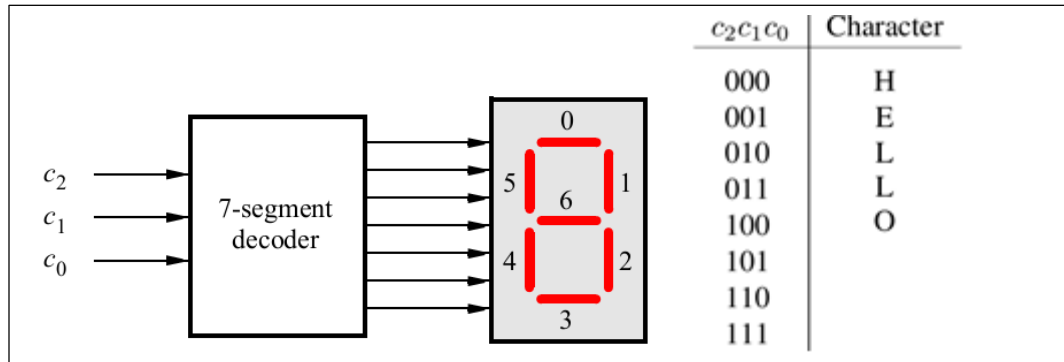 c₂
c₁
c₀
7-segment
decoder
0
5
1
6
4
2
3
c₂c₁c₀ Character
000 H
001 E
010 L
011 L
100 O
101
110
111